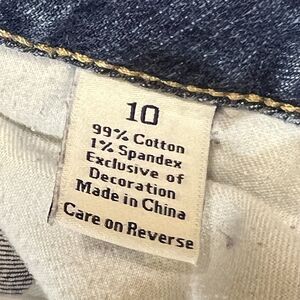 10
99% Cotton
1% Spandex
Exclusive of
Decoration
Made in China
Care on Reverse